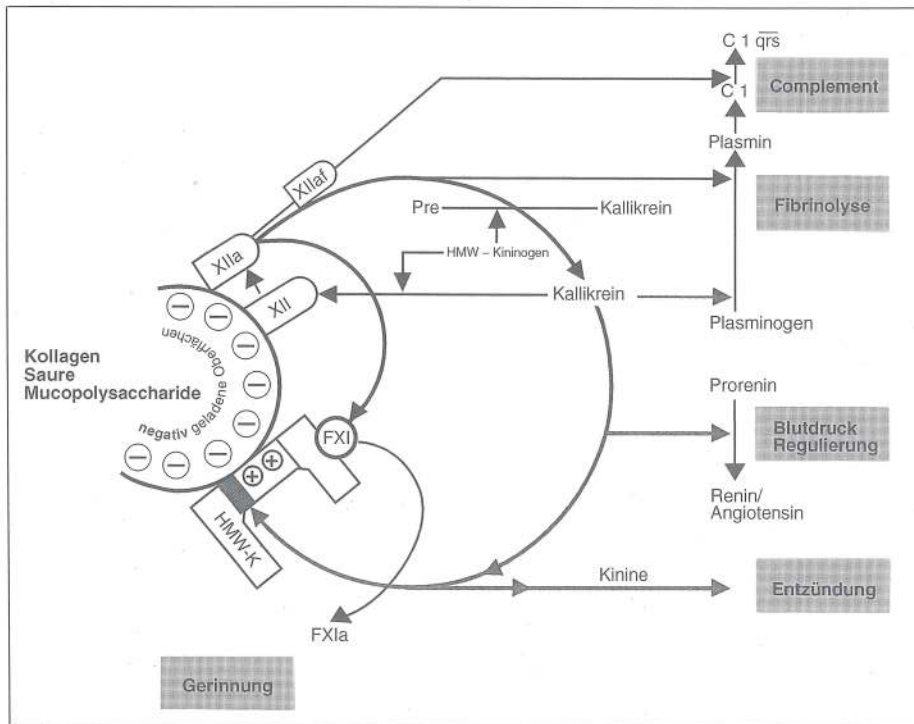 C 1 q̅r̅s̅
C 1
Complement
Plasmin
XIIaf
Pre
Kallikrein
Fibrinolyse
XIIa
HMW – Kininogen
XII
Kallikrein
Plasminogen
Kollagen
Saure
Mucopolysaccharide
negativ geladene Oberflächen
Prorenin
FXI
Blutdruck
Regulierung
Renin/
Angiotensin
HMW-K
Kinine
Entzündung
FXIa
Gerinnung